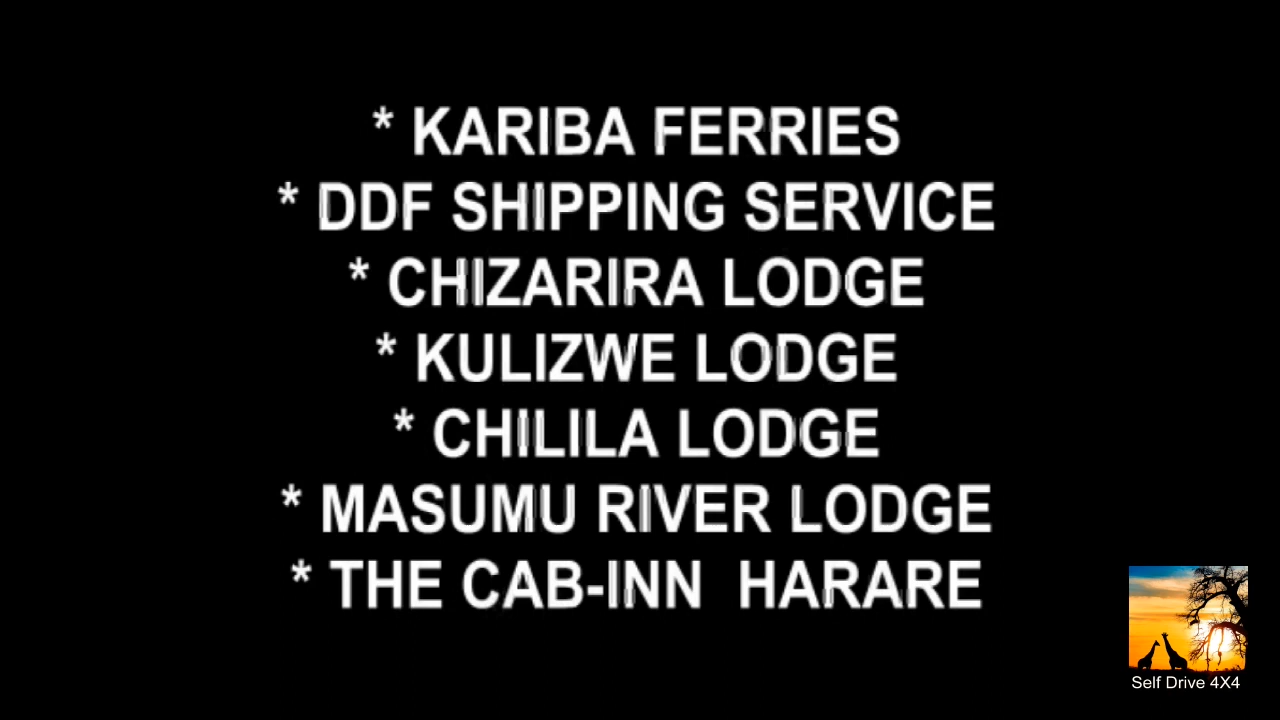 * KARIBA FERRIES
* DDF SHIPPING SERVICE
* CHIZARIRA LODGE
* KULIZWE LODGE
* CHILILA LODGE
* MASUMU RIVER LODGE
* THE CAB-INN  HARARE
Self Drive 4X4